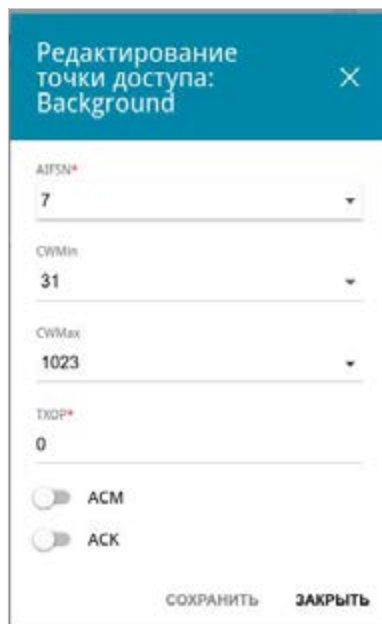 Редактирование
точки доступа:
Background
AIFSN*
7
CWMin
31
CWMax
1023
TXOP*
0
ACM
ACK
СОХРАНИТЬ ЗАКРЫТЬ